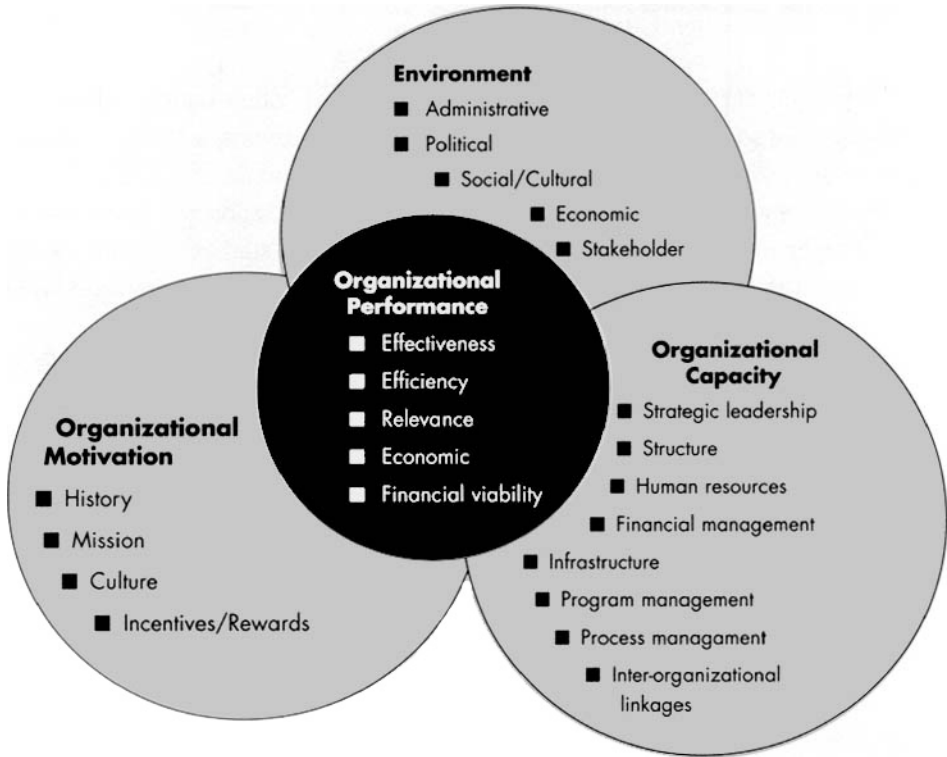 Environment
■ Administrative
■ Political
■ Social/Cultural
■ Economic
■ Stakeholder
Organizational
Performance
■ Effectiveness
■ Efficiency
■ Relevance
■ Economic
■ Financial viability
Organizational
Motivation
■ History
■ Mission
■ Culture
■ Incentives/Rewards
Organizational
Capacity
■ Strategic leadership
■ Structure
■ Human resources
■ Financial management
■ Infrastructure
■ Program management
■ Process managament
■ Inter-organizational
linkages